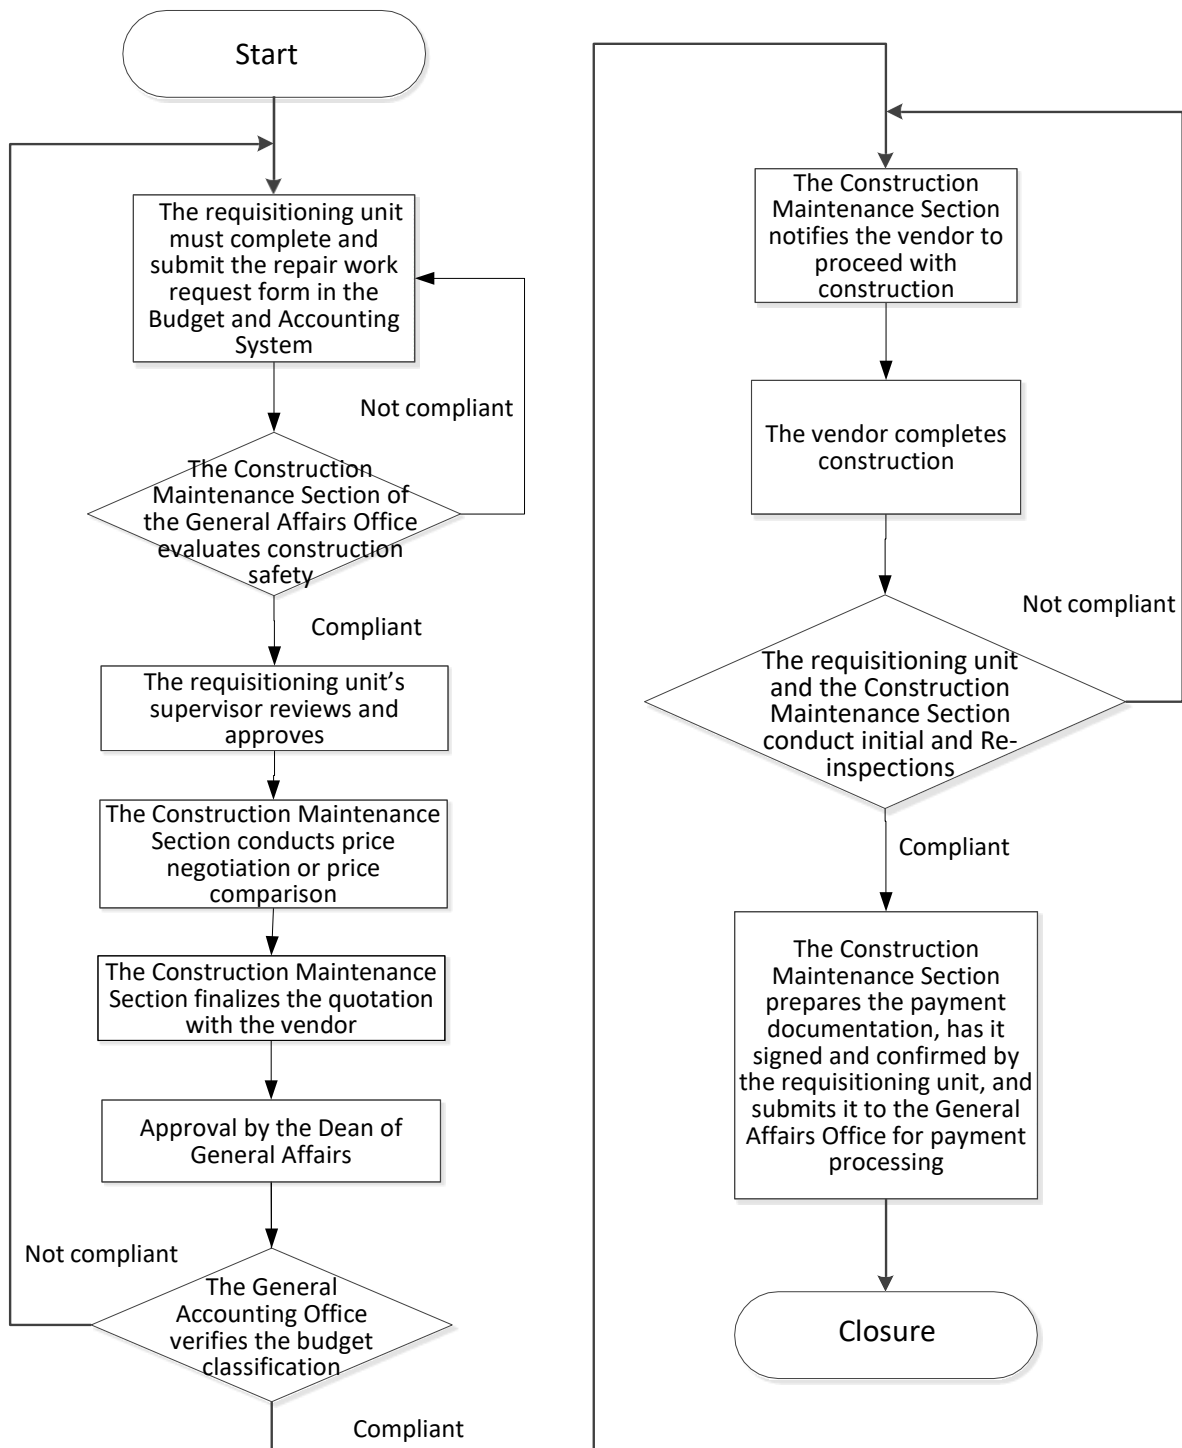 Start
The requisitioning unit
must complete and
submit the repair work
request form in the
Budget and Accounting
System
Not compliant
The Construction
Maintenance Section of
the General Affairs Office
evaluates construction
safety
Compliant
The requisitioning unit’s
supervisor reviews and
approves
The Construction Maintenance
Section conducts price
negotiation or price
comparison
The Construction Maintenance
Section finalizes the quotation
with the vendor
Approval by the Dean of
General Affairs
Not compliant
The General
Accounting Office
verifies the budget
classification
Compliant
The Construction
Maintenance Section
notifies the vendor to
proceed with
construction
The vendor completes
construction
Not compliant
The requisitioning unit
and the Construction
Maintenance Section
conduct initial and Re-
inspections
Compliant
The Construction
Maintenance Section
prepares the payment
documentation, has it
signed and confirmed by
the requisitioning unit, and
submits it to the General
Affairs Office for payment
processing
Closure